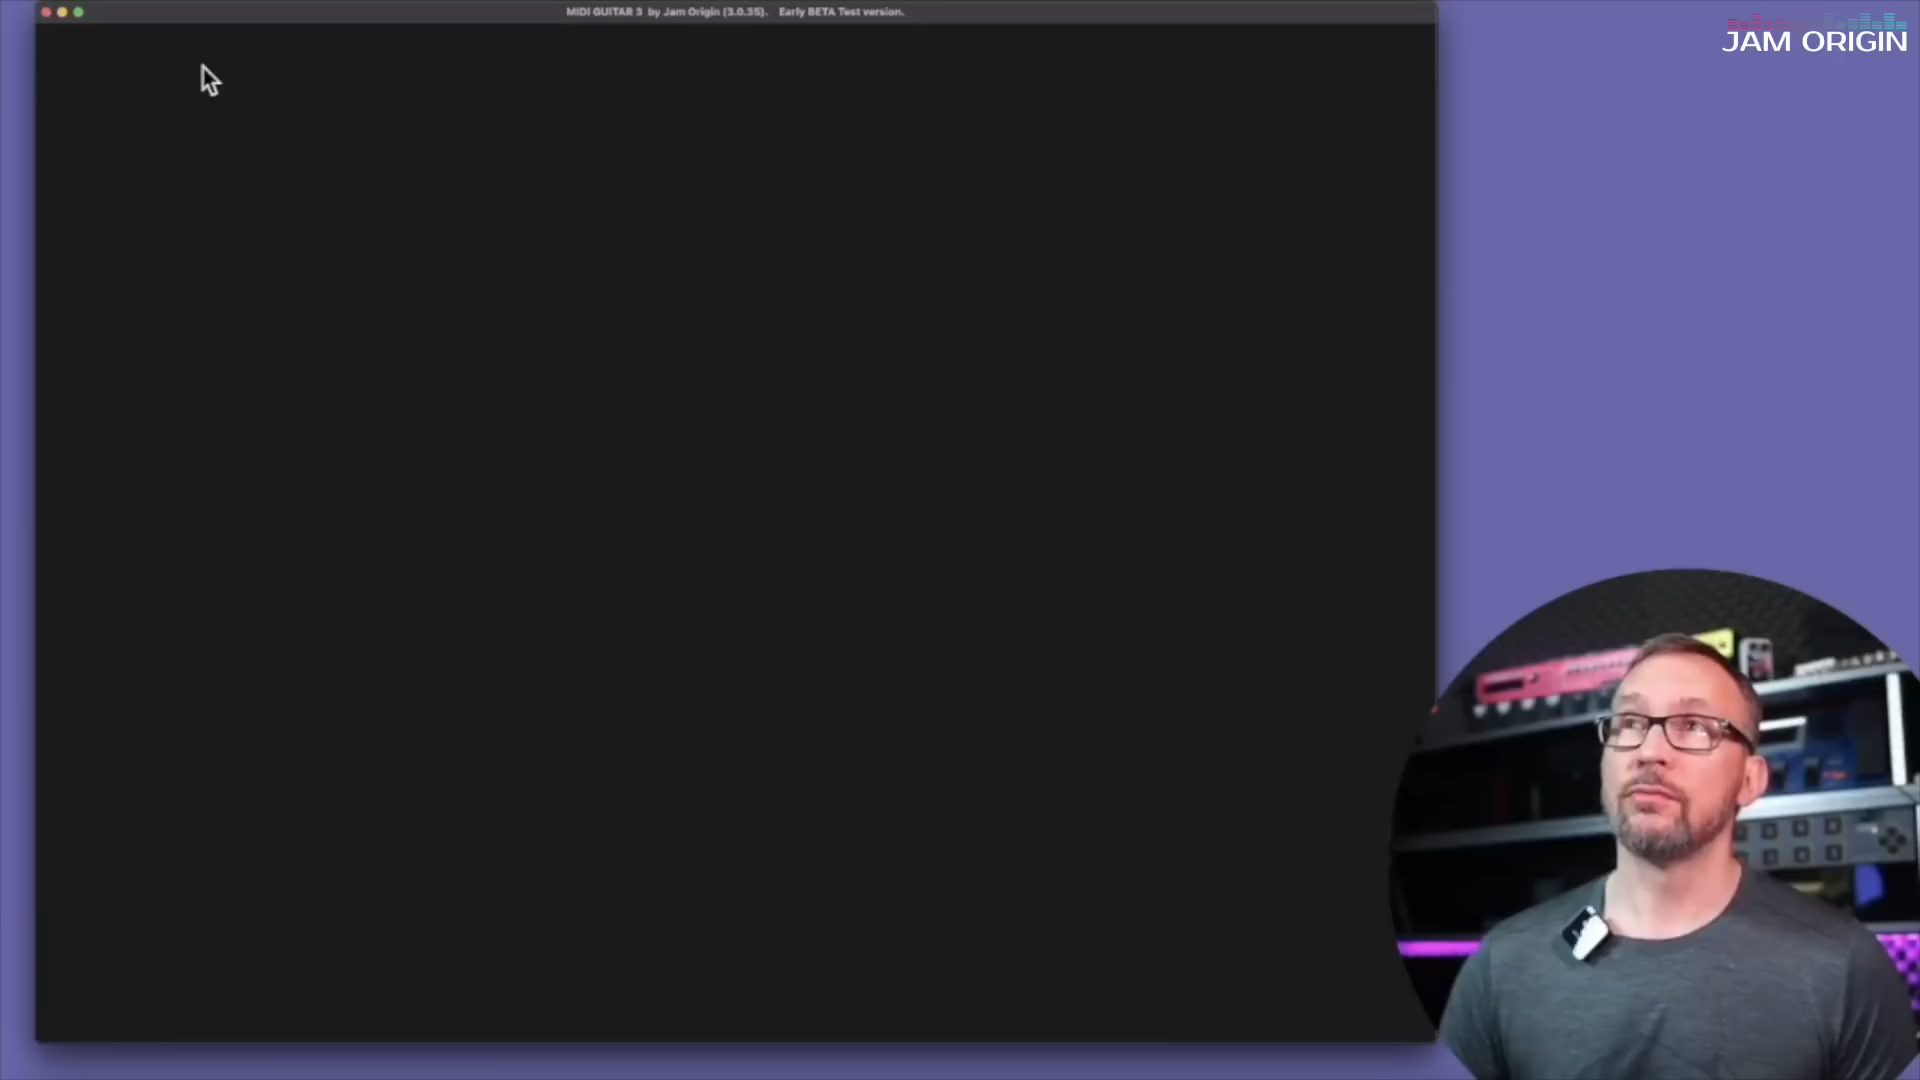 MIDI GUITAR 3 by Jam Origin (3.0.35). Early BETA Test version.
JAM ORIGIN